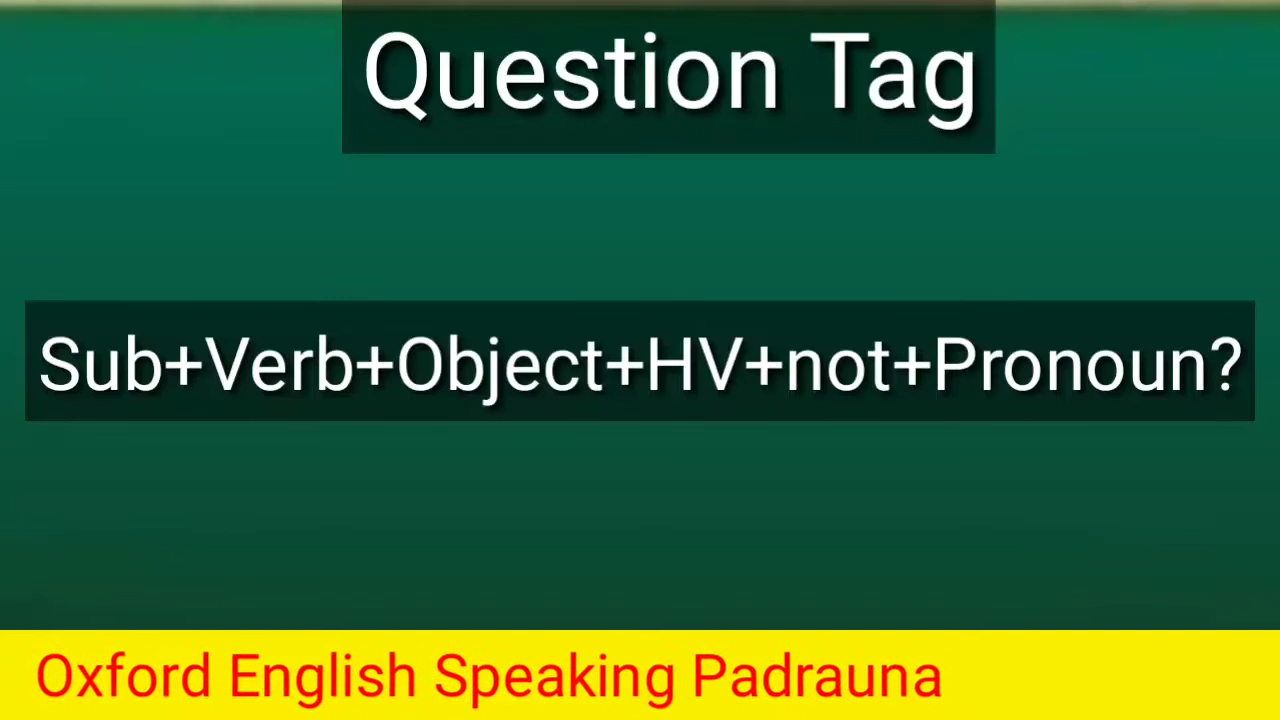 Question Tag
Sub+Verb+Object+HV+not+Pronoun?
Oxford English Speaking Padrauna